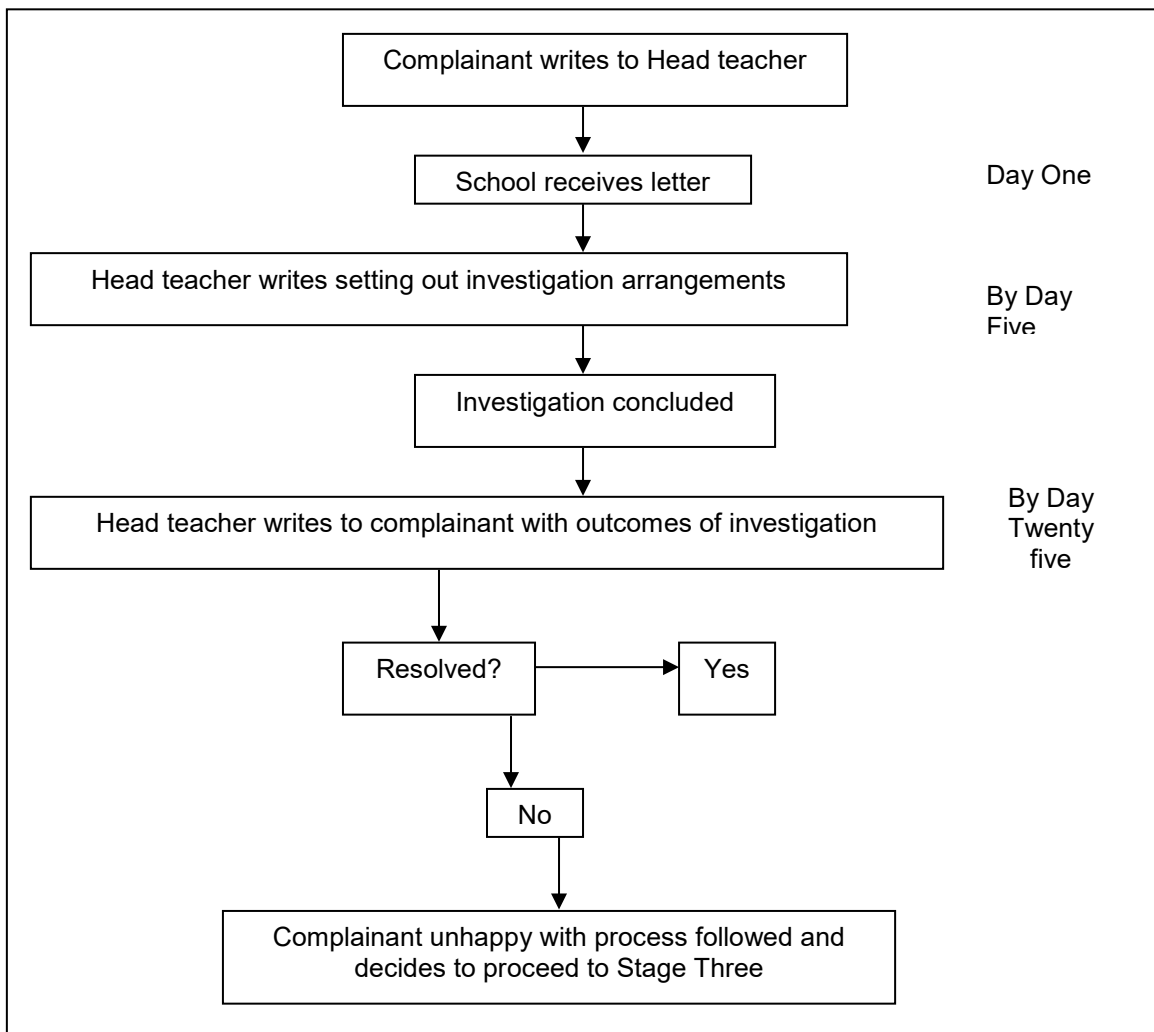 Complainant writes to Head teacher
School receives letter
Day One
Head teacher writes setting out investigation arrangements
By Day
Five
Investigation concluded
Head teacher writes to complainant with outcomes of investigation
By Day
Twenty
five
Resolved?
Yes
No
Complainant unhappy with process followed and
decides to proceed to Stage Three